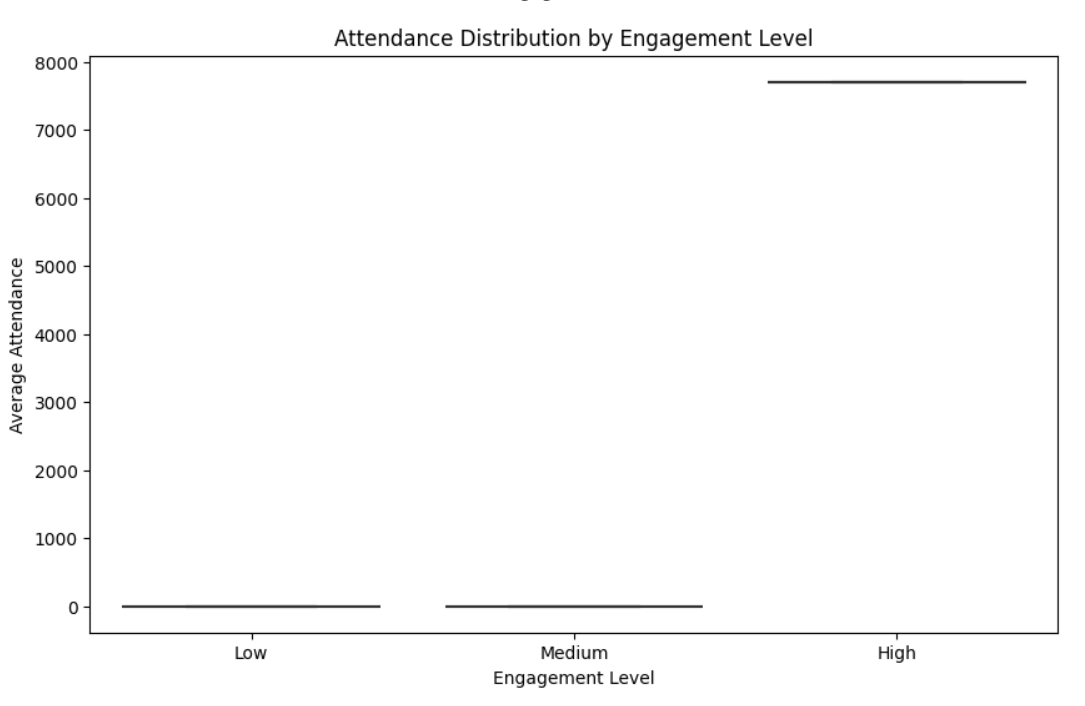 Attendance Distribution by Engagement Level
8000
7000
6000
5000
4000
3000
2000
1000
0
Average Attendance
Low Medium High
Engagement Level